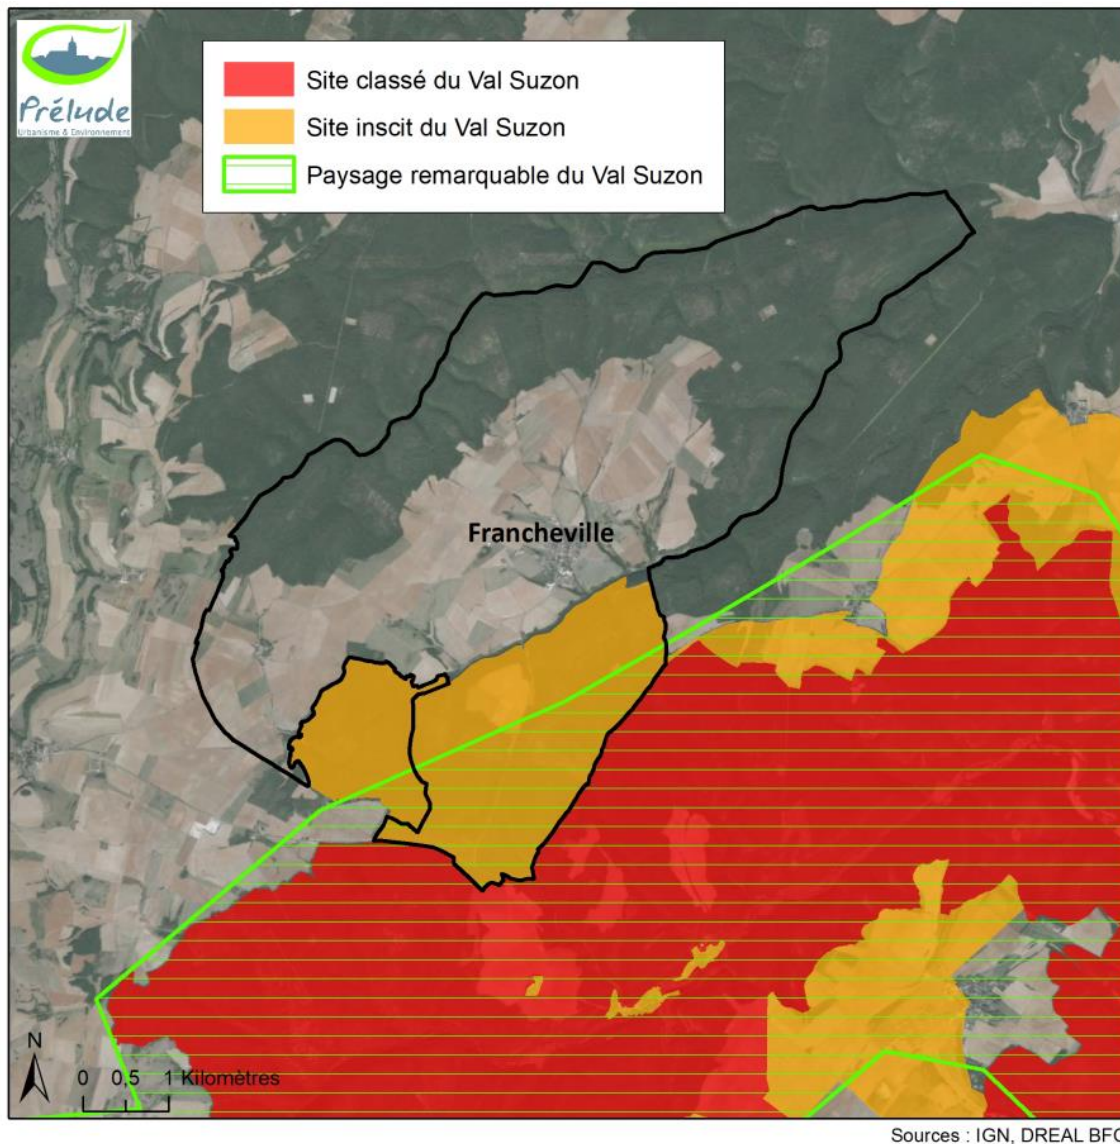 Prélude
Urbanisme & Environnement
Site classé du Val Suzon
Site inscit du Val Suzon
Paysage remarquable du Val Suzon
Francheville
N
0 0,5 1 Kilomètres
Sources : IGN, DREAL BFC